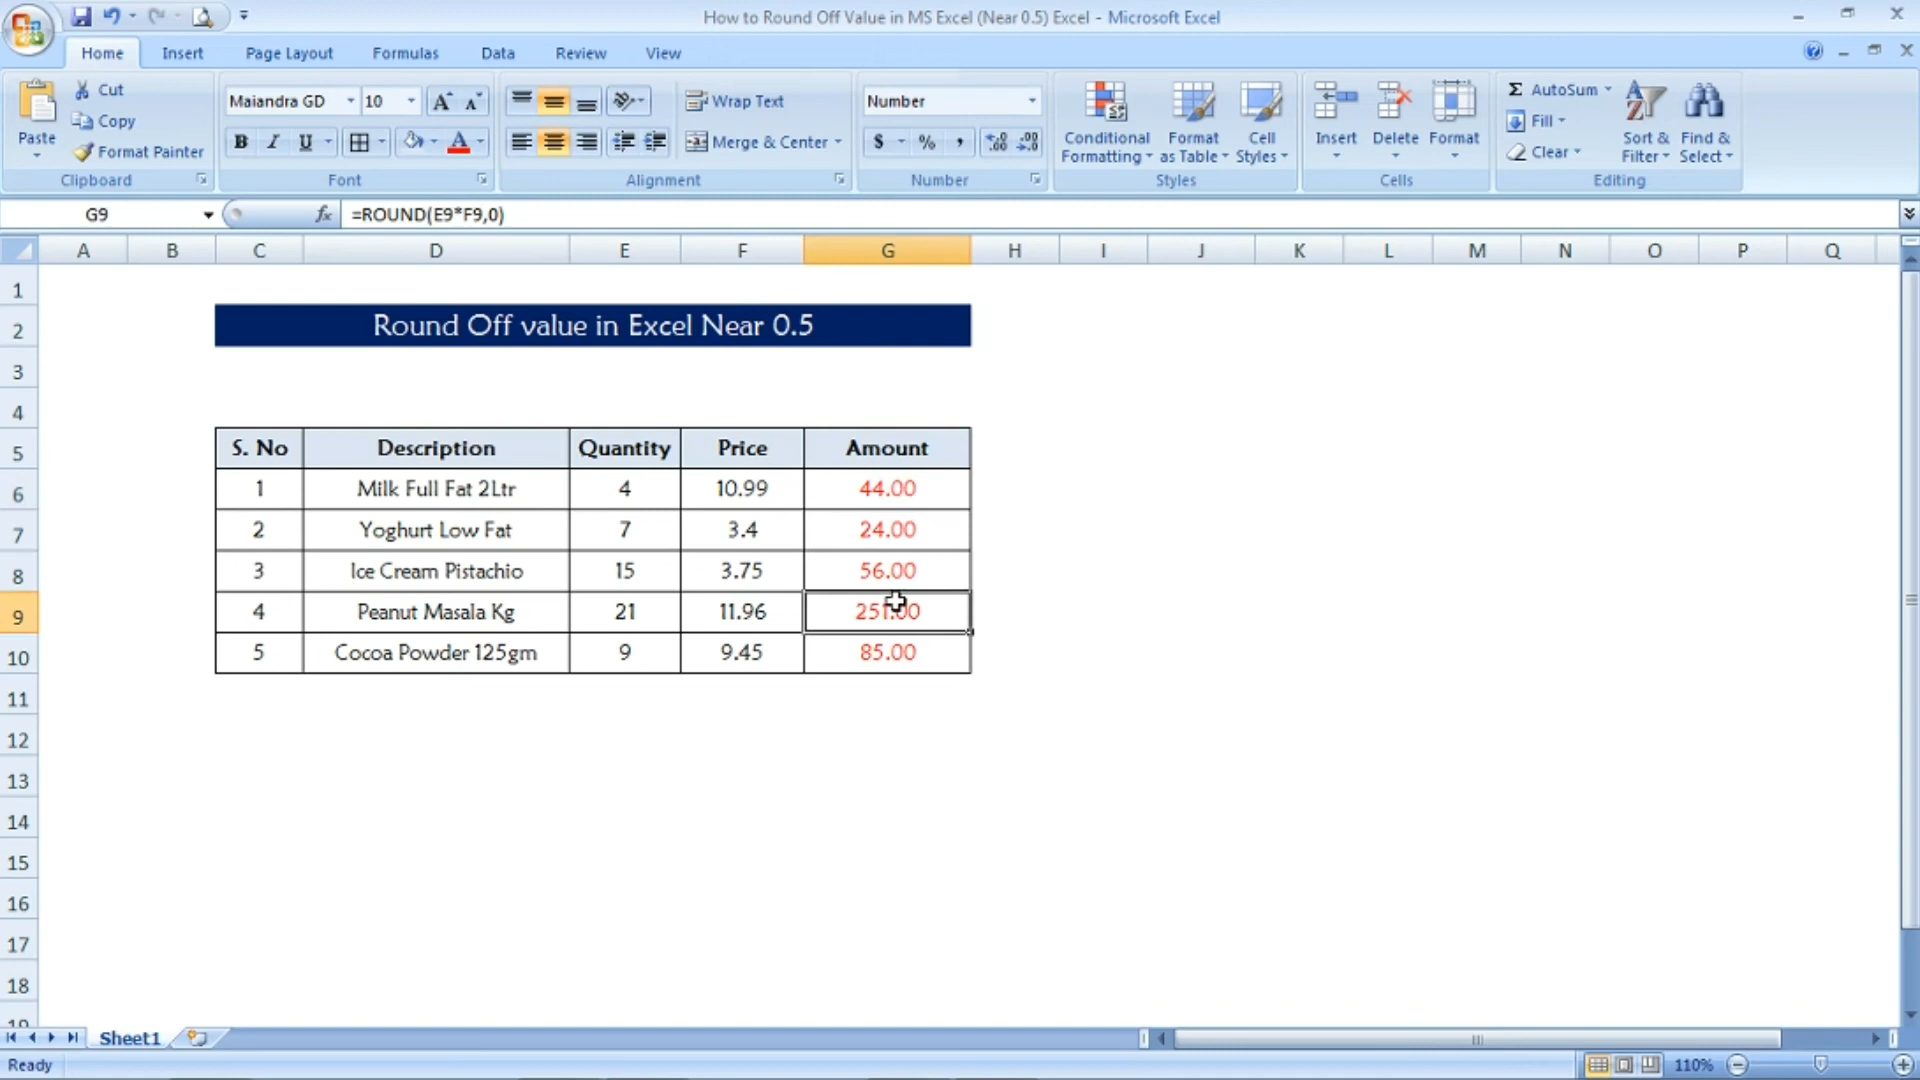 How to Round Off Value in MS Excel (Near 0.5) Excel - Microsoft Excel
Home Insert Page Layout Formulas Data Review View
Cut
Copy
Format Painter
Paste
Clipboard
Maiandra GD 10
B I U
Font
Wrap Text
Merge & Center
Alignment
Number
$ % ,
Number
Conditional Formatting
Format as Table
Cell Styles
Styles
Insert Delete Format
Cells
Σ AutoSum
Fill
Clear
Sort & Filter
Find & Select
Editing
G9 fx =ROUND(E9*F9,0)
A B C D E F G H I J K L M N O P Q
1
2 Round Off value in Excel Near 0.5
3
4
5 S. No Description Quantity Price Amount
6 1 Milk Full Fat 2Ltr 4 10.99 44.00
7 2 Yoghurt Low Fat 7 3.4 24.00
8 3 Ice Cream Pistachio 15 3.75 56.00
9 4 Peanut Masala Kg 21 11.96 251.00
10 5 Cocoa Powder 125gm 9 9.45 85.00
11
12
13
14
15
16
17
18
19
Sheet1
Ready 110%